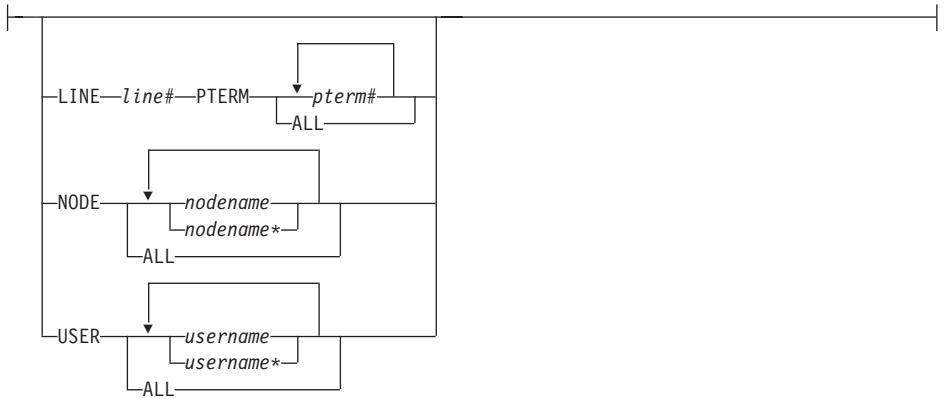 LINE line# PTERM pterm#
ALL
NODE nodename
nodename*
ALL
USER username
username*
ALL